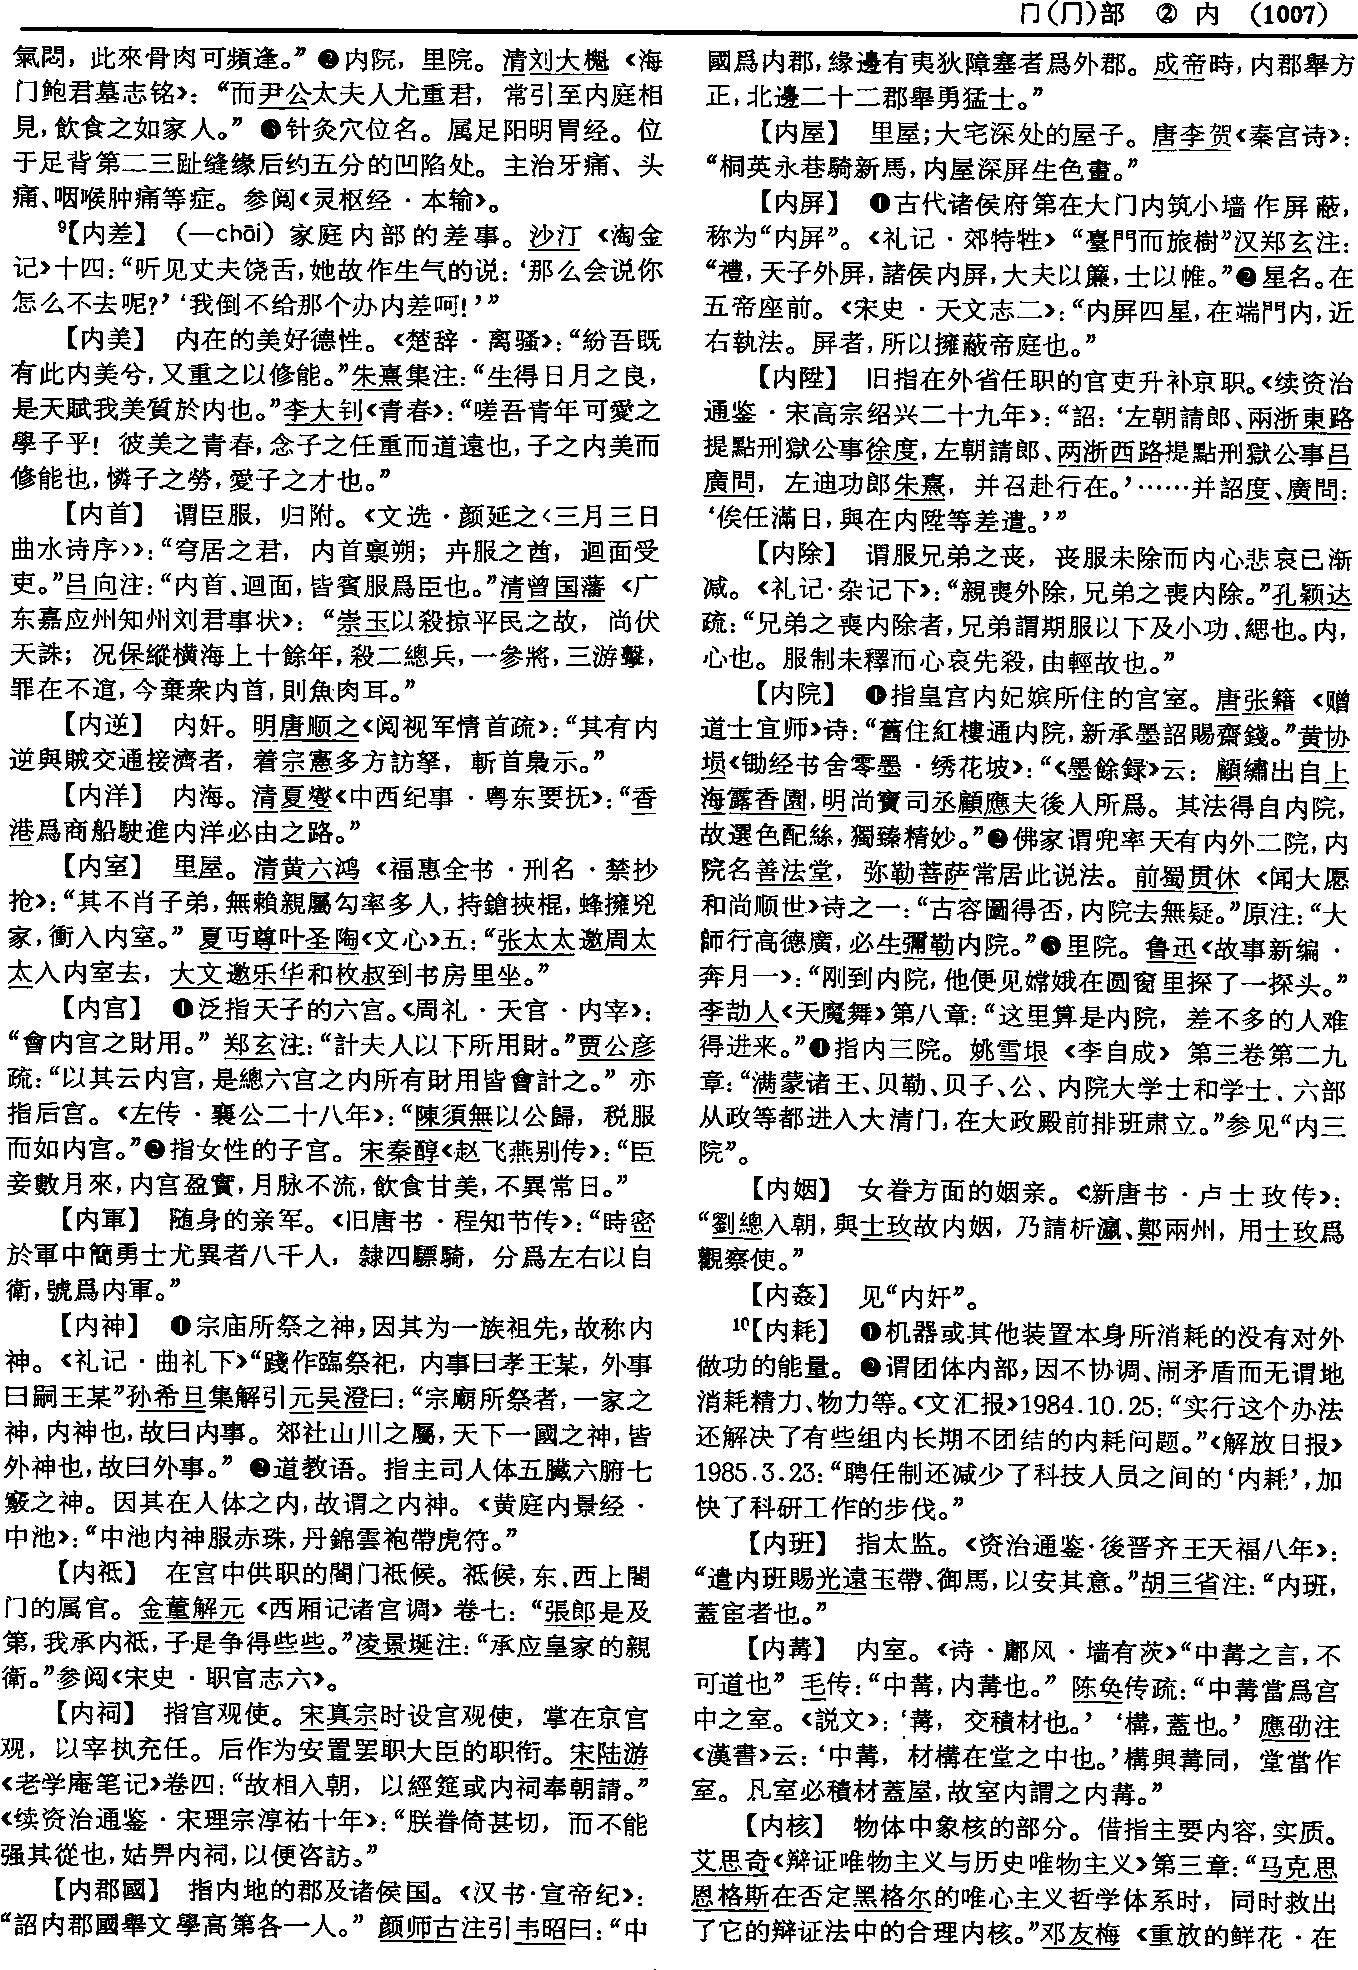 冂(⺆)部 ② 内 (1007)
氣悶，此來骨肉可頻逢。”❷内院，里院。清刘大櫆《海
门鲍君墓志铭》：“而尹公太夫人尤重君，常引至内庭相
見，飲食之如家人。”❸针灸穴位名。属足阳明胃经。位
于足背第二三趾缝缘后约五分的凹陷处。主治牙痛、头
痛、咽喉肿痛等症。参阅《灵枢经·本输》。
⁹【内差】 （—chāi）家庭内部的差事。沙汀《淘金
记》十四：“听见丈夫饶舌，她故作生气的说：‘那么会说你
怎么不去呢？’‘我倒不给那个办内差呵！’”
【内美】 内在的美好德性。《楚辞·离骚》：“紛吾既
有此内美兮，又重之以修能。”朱熹集注：“生得日月之良，
是天賦我美質於内也。”李大钊《青春》：“嗟吾青年可愛之
學子乎！彼美之青春，念子之任重而道遠也，子之内美而
修能也，憐子之勞，愛子之才也。”
【内首】 谓臣服，归附。《文选·颜延之〈三月三日
曲水诗序〉》：“穹居之君，内首禀朔；卉服之酋，迴面受
吏。”吕向注：“内首、迴面，皆賓服爲臣也。”清曾国藩《广
东嘉应州知州刘君事状》：“崇玉以殺掠平民之故，尚伏
天誅；况保縱横海上十餘年，殺二總兵，一參將，三游擊，
罪在不逭，今棄衆内首，則魚肉耳。”
【内逆】 内奸。明唐顺之《阅视军情首疏》：“其有内
逆與賊交通接濟者，着宗憲多方訪拏，斬首梟示。”
【内洋】 内海。清夏燮《中西纪事·粤东要抚》：“香
港爲商船駛進内洋必由之路。”
【内室】 里屋。清黄六鸿《福惠全书·刑名·禁抄
抢》：“其不肖子弟，無賴親屬勾率多人，持鎗挾棍，蜂擁兇
家，衝入内室。”夏丏尊叶圣陶《文心》五：“张太太邀周太
太入内室去，大文邀乐华和枚叔到书房里坐。”
【内宫】 ❶泛指天子的六宫。《周礼·天官·内宰》：
“會内宫之財用。”郑玄注：“計夫人以下所用財。”贾公彦
疏：“以其云内宫，是總六宫之内所有財用皆會計之。”亦
指后宫。《左传·襄公二十八年》：“陳須無以公歸，税服
而如内宫。”❷指女性的子宫。宋秦醇《赵飞燕别传》：“臣
妾數月來，内宫盈實，月脉不流，飲食甘美，不異常日。”
【内軍】 随身的亲军。《旧唐书·程知节传》：“時密
於軍中簡勇士尤異者八千人，隸四驃騎，分爲左右以自
衛，號爲内軍。”
【内神】 ❶宗庙所祭之神，因其为一族祖先，故称内
神。《礼记·曲礼下》“踐作臨祭祀，内事曰孝王某，外事
曰嗣王某”孙希旦集解引元吴澄曰：“宗廟所祭者，一家之
神，内神也，故曰内事。郊社山川之屬，天下一國之神，皆
外神也，故曰外事。”❷道教语。指主司人体五臟六腑七
竅之神。因其在人体之内，故谓之内神。《黄庭内景经·
中池》：“中池内神服赤珠，丹錦雲袍帶虎符。”
【内祗】 在宫中供职的閤门祗候。祗候，东、西上閤
门的属官。金董解元《西厢记诸宫调》卷七：“張郎是及
第，我承内祗，子是争得些些。”凌景埏注：“承应皇家的親
衛。”参阅《宋史·职官志六》。
【内祠】 指宫观使。宋真宗时设宫观使，掌在京宫
观，以宰执充任。后作为安置罢职大臣的职衔。宋陆游
《老学庵笔记》卷四：“故相入朝，以經筵或内祠奉朝請。”
《续资治通鉴·宋理宗淳祐十年》：“朕眷倚甚切，而不能
强其從也，姑畀内祠，以便咨訪。”
【内郡國】 指内地的郡及诸侯国。《汉书·宣帝纪》：
“詔内郡國舉文學高第各一人。”颜师古注引韦昭曰：“中
國爲内郡，緣邊有夷狄障塞者爲外郡。成帝時，内郡舉方
正，北邊二十二郡舉勇猛士。”
【内屋】 里屋；大宅深处的屋子。唐李贺《秦宫诗》：
“桐英永巷騎新馬，内屋深屏生色畫。”
【内屏】 ❶古代诸侯府第在大门内筑小墙作屏蔽，
称为“内屏”。《礼记·郊特牲》“臺門而旅樹”汉郑玄注：
“禮，天子外屏，諸侯内屏，大夫以簾，士以帷。”❷星名。在
五帝座前。《宋史·天文志二》：“内屏四星，在端門内，近
右執法。屏者，所以擁蔽帝庭也。”
【内陞】 旧指在外省任职的官吏升补京职。《续资治
通鉴·宋高宗绍兴二十九年》：“詔：‘左朝請郎、兩浙東路
提點刑獄公事徐度，左朝請郎、两浙西路提點刑獄公事吕
廣問，左迪功郎朱熹，并召赴行在。’……并詔度、廣問：
‘俟任滿日，與在内陞等差遣。’”
【内除】 谓服兄弟之丧，丧服未除而内心悲哀已渐
减。《礼记·杂记下》：“親喪外除，兄弟之喪内除。”孔颖达
疏：“兄弟之喪内除者，兄弟謂期服以下及小功、緦也。内，
心也。服制未釋而心哀先殺，由輕故也。”
【内院】 ❶指皇宫内妃嫔所住的宫室。唐张籍《赠
道士宜师》诗：“舊住紅樓通内院，新承墨詔賜齋錢。”黄协
埙《锄经书舍零墨·绣花坡》：“《墨餘録》云：顧繡出自上
海露香園，明尚寶司丞顧應夫後人所爲。其法得自内院，
故選色配絲，獨臻精妙。”❷佛家谓兜率天有内外二院，内
院名善法堂，弥勒菩萨常居此说法。前蜀贯休《闻大愿
和尚顺世》诗之一：“古容圖得否，内院去無疑。”原注：“大
師行高德廣，必生彌勒内院。”❸里院。鲁迅《故事新编·
奔月一》：“刚到内院，他便见嫦娥在圆窗里探了一探头。”
李劼人《天魔舞》第八章：“这里算是内院，差不多的人难
得进来。”❹指内三院。姚雪垠《李自成》第三卷第二九
章：“满蒙诸王、贝勒、贝子、公、内院大学士和学士、六部
从政等都进入大清门，在大政殿前排班肃立。”参见“内三
院”。
【内姻】 女眷方面的姻亲。《新唐书·卢士玫传》：
“劉總入朝，與士玫故内姻，乃請析瀛、鄭兩州，用士玫爲
觀察使。”
【内姦】 见“内奸”。
¹⁰【内耗】 ❶机器或其他装置本身所消耗的没有对外
做功的能量。❷谓团体内部，因不协调、闹矛盾而无谓地
消耗精力、物力等。《文汇报》1984.10.25：“实行这个办法
还解决了有些组内长期不团结的内耗问题。”《解放日报》
1985.3.23：“聘任制还减少了科技人员之间的‘内耗’，加
快了科研工作的步伐。”
【内班】 指太监。《资治通鉴·後晋齐王天福八年》：
“遣内班賜光遠玉帶、御馬，以安其意。”胡三省注：“内班，
蓋宦者也。”
【内冓】 内室。《诗·鄘风·墙有茨》“中冓之言，不
可道也”毛传：“中冓，内冓也。”陈奂传疏：“中冓當爲宫
中之室。《説文》：‘冓，交積材也。’‘構，蓋也。’應劭注
《漢書》云：‘中冓，材構在堂之中也。’構與冓同，堂當作
室。凡室必積材蓋屋，故室内謂之内冓。”
【内核】 物体中象核的部分。借指主要内容，实质。
艾思奇《辩证唯物主义与历史唯物主义》第三章：“马克思
恩格斯在否定黑格尔的唯心主义哲学体系时，同时救出
了它的辩证法中的合理内核。”邓友梅《重放的鲜花·在